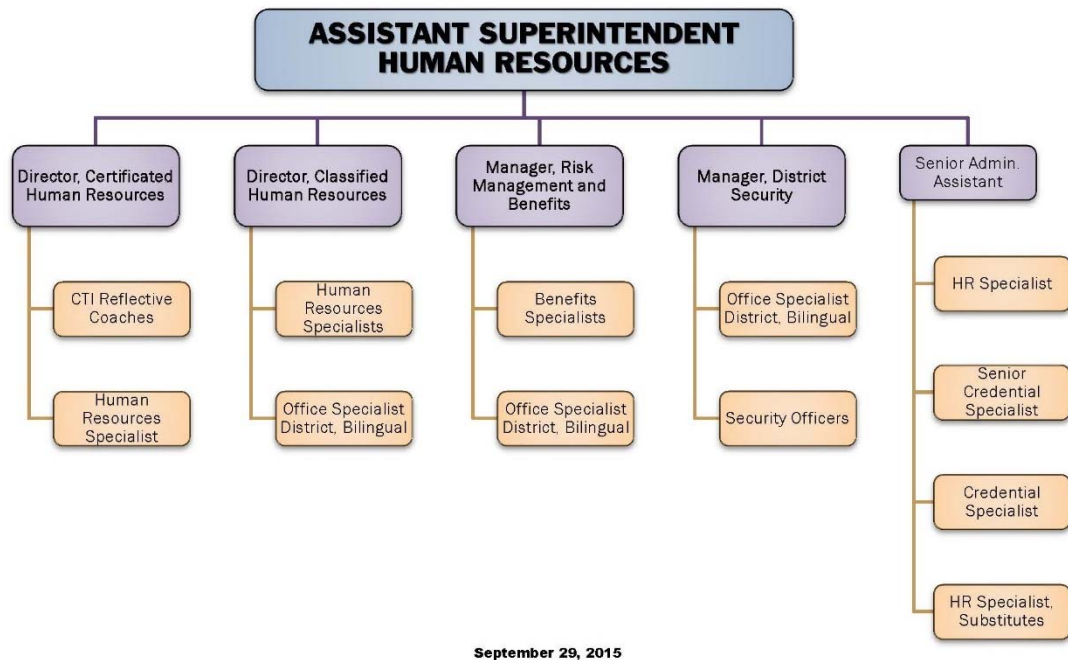 ASSISTANT SUPERINTENDENT
HUMAN RESOURCES
Director, Certificated
Human Resources
Director, Classified
Human Resources
Manager, Risk
Management and
Benefits
Manager, District
Security
Senior Admin.
Assistant
CTI Reflective
Coaches
Human
Resources
Specialist
Human
Resources
Specialists
Office Specialist
District, Bilingual
Benefits
Specialists
Office Specialist
District, Bilingual
Office Specialist
District, Bilingual
Security Officers
HR Specialist
Senior
Credential
Specialist
Credential
Specialist
HR Specialist,
Substitutes
September 29, 2015